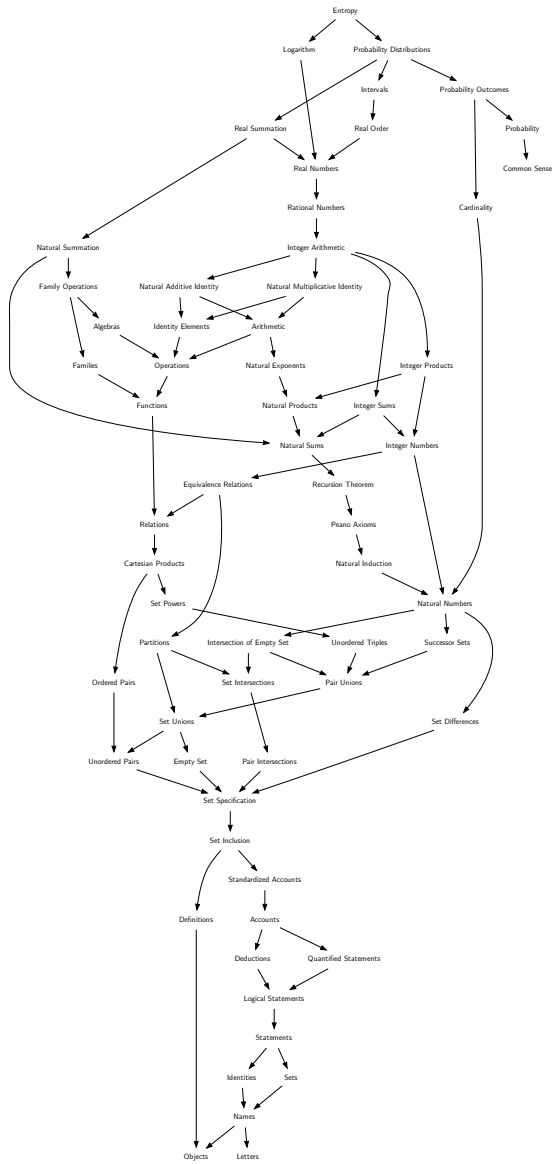 Entropy
Logarithm
Probability Distributions
Intervals
Probability Outcomes
Real Summation
Real Order
Probability
Real Numbers
Common Sense
Rational Numbers
Cardinality
Natural Summation
Integer Arithmetic
Family Operations
Natural Additive Identity
Natural Multiplicative Identity
Algebras
Identity Elements
Arithmetic
Families
Operations
Natural Exponents
Integer Products
Functions
Natural Products
Integer Sums
Natural Sums
Integer Numbers
Equivalence Relations
Recursion Theorem
Relations
Peano Axioms
Cartesian Products
Natural Induction
Set Powers
Natural Numbers
Partitions
Intersection of Empty Set
Unordered Triples
Successor Sets
Ordered Pairs
Set Intersections
Pair Unions
Set Unions
Set Differences
Unordered Pairs
Empty Set
Pair Intersections
Set Specification
Set Inclusion
Standardized Accounts
Definitions
Accounts
Deductions
Quantified Statements
Logical Statements
Statements
Identities
Sets
Names
Objects
Letters